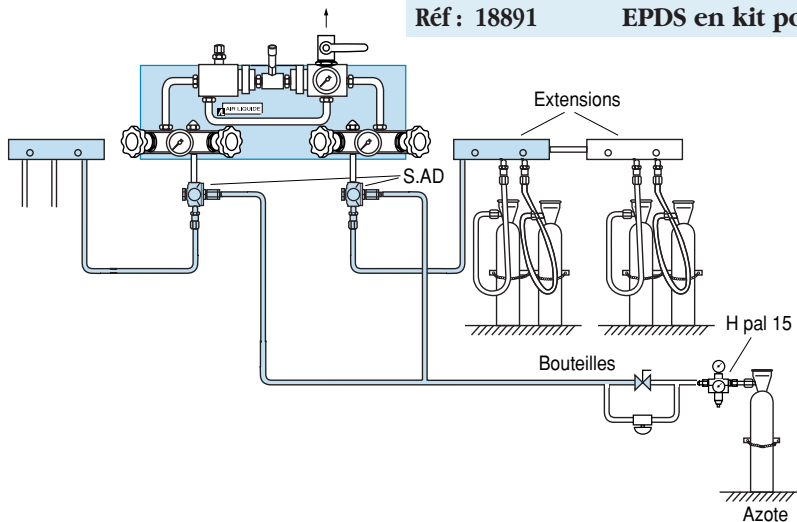 Réf : 18891 EPDS en kit po
AIR LIQUIDE
Extensions
S.AD
H pal 15
Bouteilles
Azote